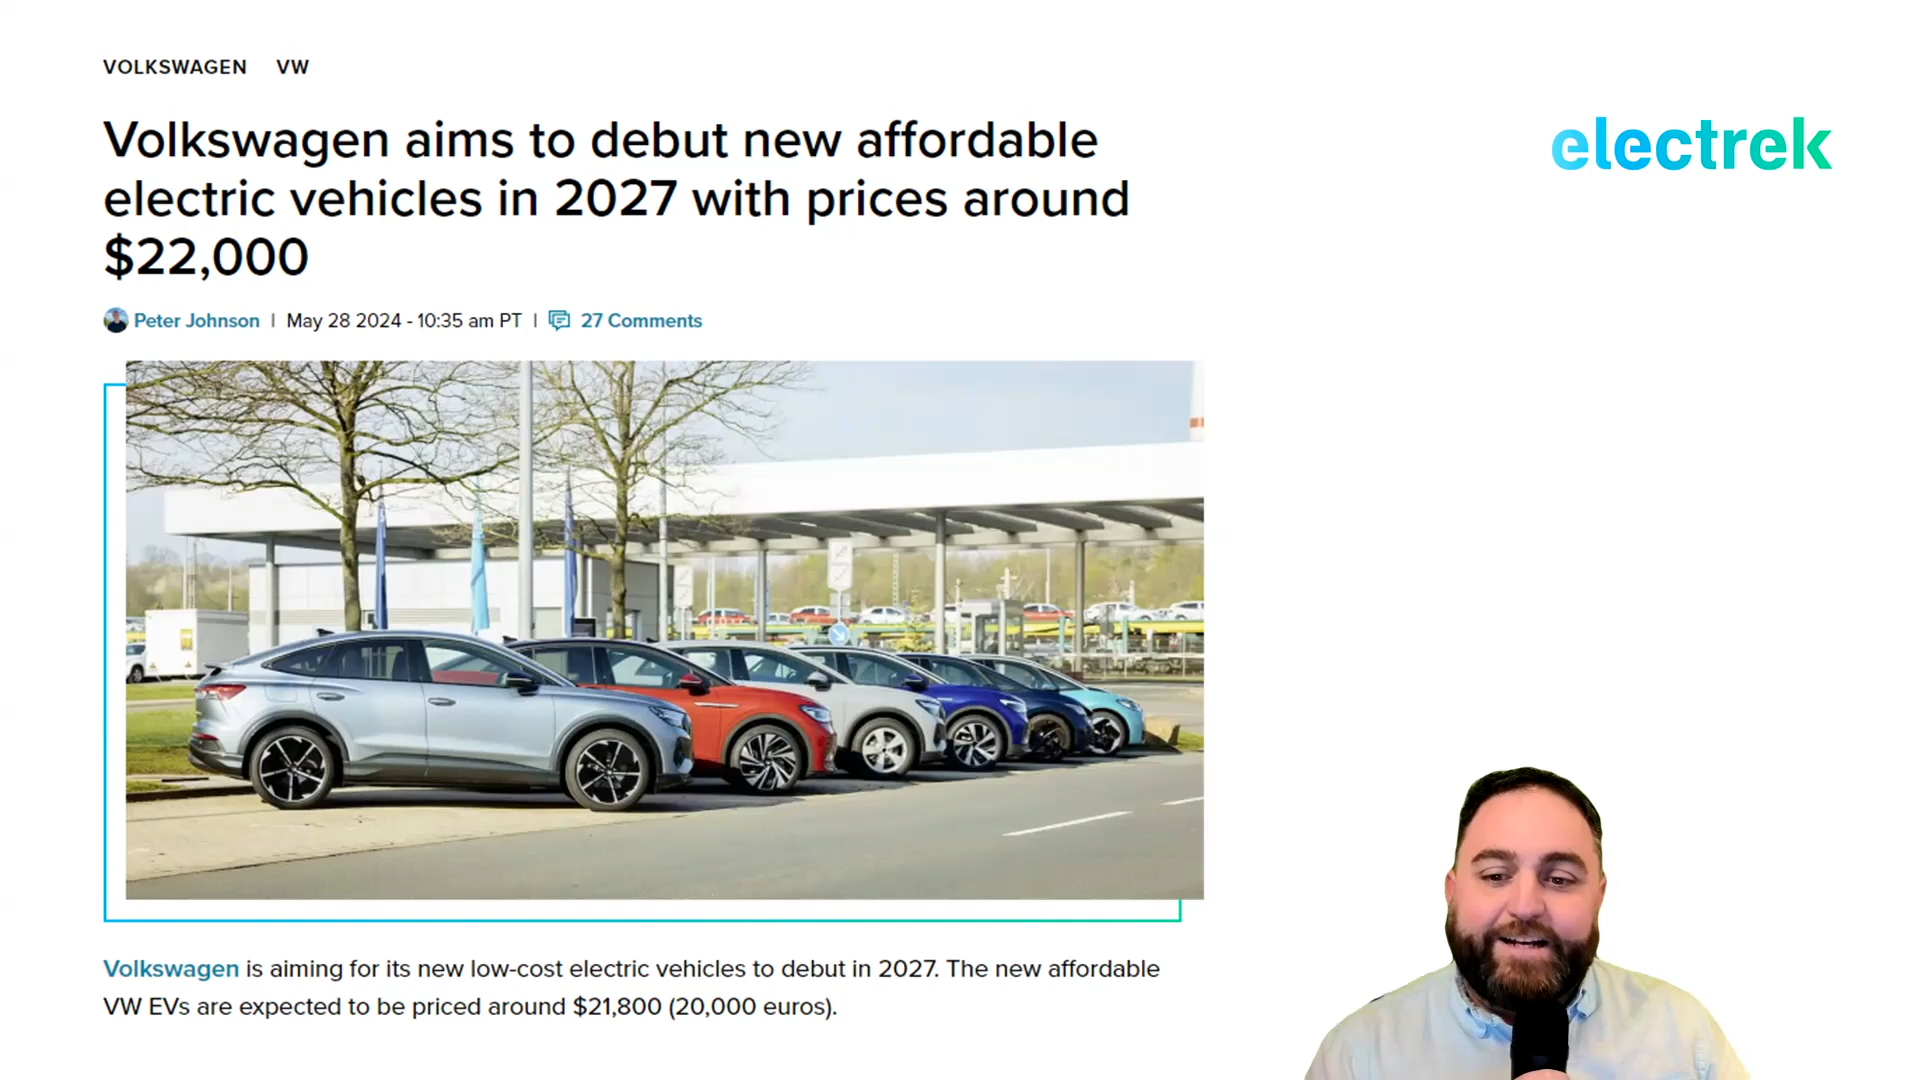 VOLKSWAGEN VW
Volkswagen aims to debut new affordable
electric vehicles in 2027 with prices around
$22,000
electrek
Peter Johnson | May 28 2024 - 10:35 am PT | 27 Comments
Volkswagen is aiming for its new low-cost electric vehicles to debut in 2027. The new affordable
VW EVs are expected to be priced around $21,800 (20,000 euros).